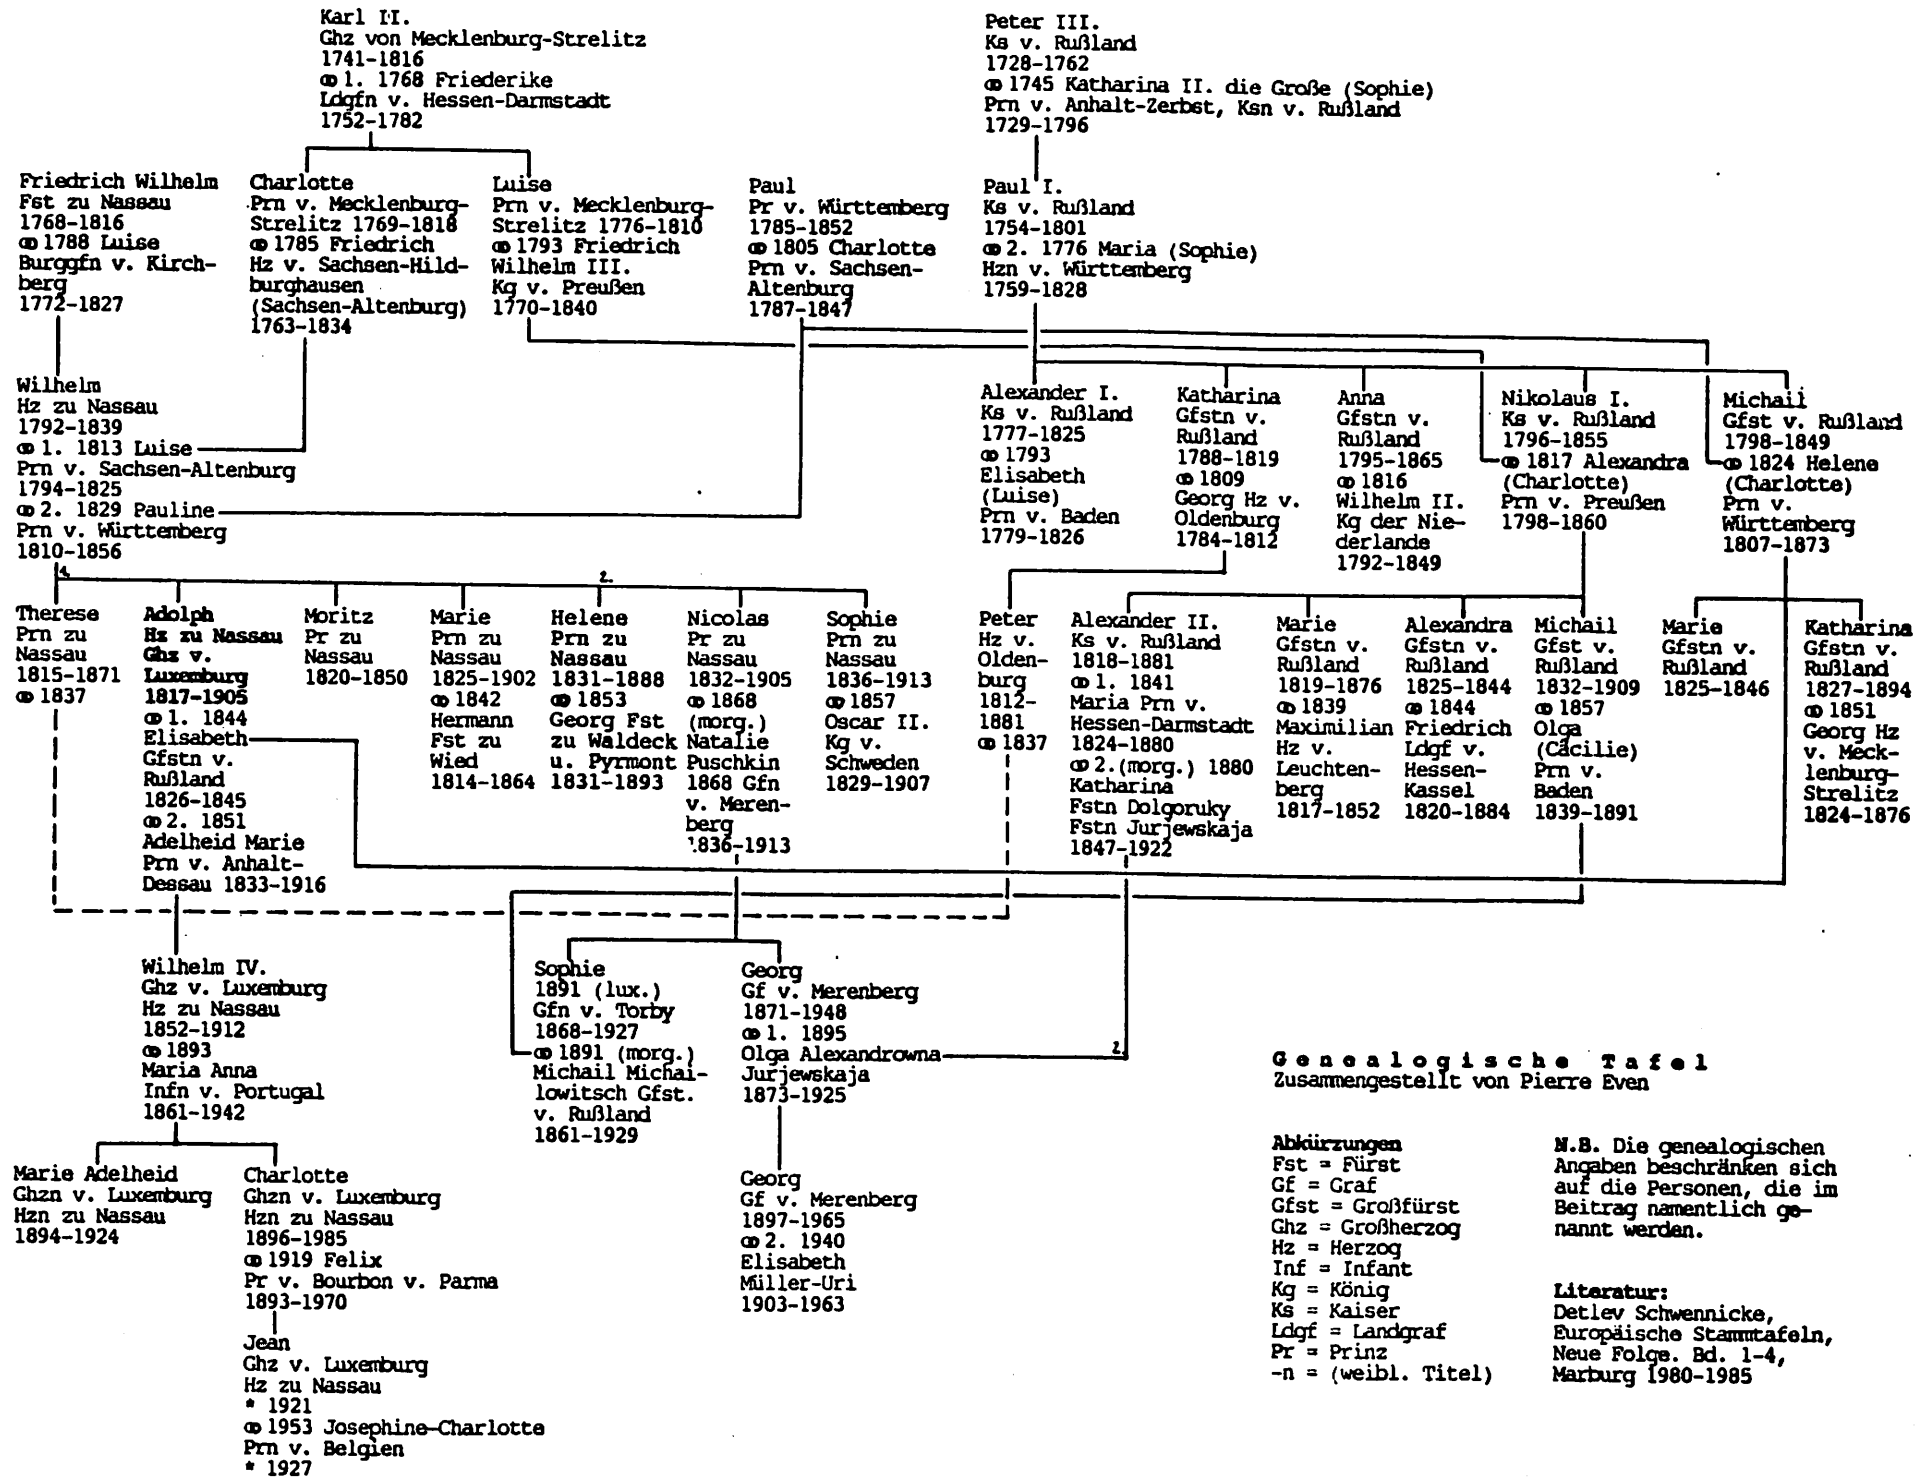 Karl II.
Ghz von Mecklenburg-Strelitz
1741-1816
⚭ 1. 1768 Friederike
Ldgfn v. Hessen-Darmstadt
1752-1782
Peter III.
Ks v. Rußland
1728-1762
⚭ 1745 Katharina II. die Große (Sophie)
Prn v. Anhalt-Zerbst, Ksn v. Rußland
1729-1796
Friedrich Wilhelm
Fst zu Nassau
1768-1816
⚭ 1788 Luise
Burggfn v. Kirch-
berg
1772-1827
Charlotte
Prn v. Mecklenburg-
Strelitz 1769-1818
⚭ 1785 Friedrich
Hz v. Sachsen-Hild-
burghausen
(Sachsen-Altenburg)
1763-1834
Luise
Prn v. Mecklenburg-
Strelitz 1776-1810
⚭ 1793 Friedrich
Wilhelm III.
Kg v. Preußen
1770-1840
Paul
Pr v. Württemberg
1785-1852
⚭ 1805 Charlotte
Prn v. Sachsen-
Altenburg
1787-1847
Paul I.
Ks v. Rußland
1754-1801
⚭ 2. 1776 Maria (Sophie)
Hzn v. Württemberg
1759-1828
Wilhelm
Hz zu Nassau
1792-1839
⚭ 1. 1813 Luise
Prn v. Sachsen-Altenburg
1794-1825
⚭ 2. 1829 Pauline
Prn v. Württemberg
1810-1856
Alexander I.
Ks v. Rußland
1777-1825
⚭ 1793
Elisabeth
(Luise)
Prn v. Baden
1779-1826
Katharina
Gfstn v.
Rußland
1788-1819
⚭ 1809
Georg Hz v.
Oldenburg
1784-1812
Anna
Gfstn v.
Rußland
1795-1865
⚭ 1816
Wilhelm II.
Kg der Nie-
derlande
1792-1849
Nikolaus I.
Ks v. Rußland
1796-1855
⚭ 1817 Alexandra
(Charlotte)
Prn v. Preußen
1798-1860
Michail
Gfst v. Rußland
1798-1849
⚭ 1824 Helene
(Charlotte)
Prn v.
Württemberg
1807-1873
1.
2.
Therese
Prn zu
Nassau
1815-1871
⚭ 1837
Adolph
Hz zu Nassau
Ghz v.
Luxemburg
1817-1905
⚭ 1. 1844
Elisabeth
Gfstn v.
Rußland
1826-1845
⚭ 2. 1851
Adelheid Marie
Prn v. Anhalt-
Dessau 1833-1916
Moritz
Pr zu
Nassau
1820-1850
Marie
Prn zu
Nassau
1825-1902
⚭ 1842
Hermann
Fst zu
Wied
1814-1864
Helene
Prn zu
Nassau
1831-1888
⚭ 1853
Georg Fst
zu Waldeck
u. Pyrmont
1831-1893
Nicolas
Pr zu
Nassau
1832-1905
⚭ 1868
(morg.)
Natalie
Puschkin
1868 Gfn
v. Meren-
berg
1836-1913
Sophie
Prn zu
Nassau
1836-1913
⚭ 1857
Oscar II.
Kg v.
Schweden
1829-1907
Peter
Hz v.
Olden-
burg
1812-
1881
⚭ 1837
Alexander II.
Ks v. Rußland
1818-1881
⚭ 1. 1841
Maria Prn v.
Hessen-Darmstadt
1824-1880
⚭ 2.(morg.) 1880
Katharina
Fstn Dolgoruky
Fstn Jurjewskaja
1847-1922
Marie
Gfstn v.
Rußland
1819-1876
⚭ 1839
Maximilian
Hz v.
Leuchten-
berg
1817-1852
Alexandra
Gfstn v.
Rußland
1825-1844
⚭ 1844
Friedrich
Ldgf v.
Hessen-
Kassel
1820-1884
Michail
Gfst v.
Rußland
1832-1909
⚭ 1857
Olga
(Cäcilie)
Prn v.
Baden
1839-1891
Marie
Gfstn v.
Rußland
1825-1846
Katharina
Gfstn v.
Rußland
1827-1894
⚭ 1851
Georg Hz
v. Meck-
lenburg-
Strelitz
1824-1876
Wilhelm IV.
Ghz v. Luxemburg
Hz zu Nassau
1852-1912
⚭ 1893
Maria Anna
Infn v. Portugal
1861-1942
Sophie
1891 (lux.)
Gfn v. Torby
1868-1927
⚭ 1891 (morg.)
Michail Michai-
lowitsch Gfst.
v. Rußland
1861-1929
Georg
Gf v. Merenberg
1871-1948
⚭ 1. 1895
Olga Alexandrowna
Jurjewskaja
1873-1925
2.
Marie Adelheid
Ghzn v. Luxemburg
Hzn zu Nassau
1894-1924
Charlotte
Ghzn v. Luxemburg
Hzn zu Nassau
1896-1985
⚭ 1919 Felix
Pr v. Bourbon v. Parma
1893-1970
Georg
Gf v. Merenberg
1897-1965
⚭ 2. 1940
Elisabeth
Müller-Uri
1903-1963
Jean
Ghz v. Luxemburg
Hz zu Nassau
* 1921
⚭ 1953 Josephine-Charlotte
Prn v. Belgien
* 1927
Genealogische Tafel
Zusammengestellt von Pierre Even
Abkürzungen
Fst = Fürst
Gf = Graf
Gfst = Großfürst
Ghz = Großherzog
Hz = Herzog
Inf = Infant
Kg = König
Ks = Kaiser
Ldgf = Landgraf
Pr = Prinz
-n = (weibl. Titel)
N.B. Die genealogischen
Angaben beschränken sich
auf die Personen, die im
Beitrag namentlich ge-
nannt werden.
Literatur:
Detlev Schwennicke,
Europäische Stammtafeln,
Neue Folge. Bd. 1-4,
Marburg 1980-1985